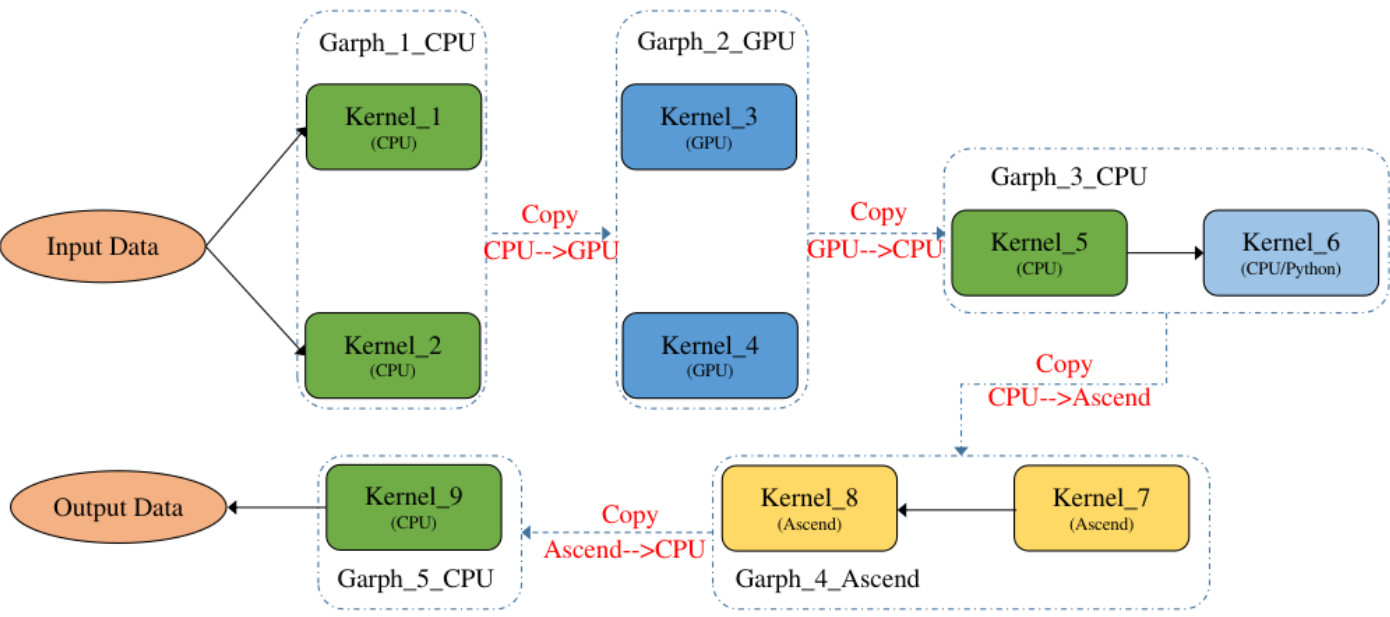 Garph_1_CPU
Kernel_1
(CPU)
Kernel_2
(CPU)
Input Data
Copy
CPU-->GPU
Garph_2_GPU
Kernel_3
(GPU)
Kernel_4
(GPU)
Copy
GPU-->CPU
Garph_3_CPU
Kernel_5
(CPU)
Kernel_6
(CPU/Python)
Copy
CPU-->Ascend
Kernel_7
(Ascend)
Kernel_8
(Ascend)
Garph_4_Ascend
Copy
Ascend-->CPU
Kernel_9
(CPU)
Garph_5_CPU
Output Data